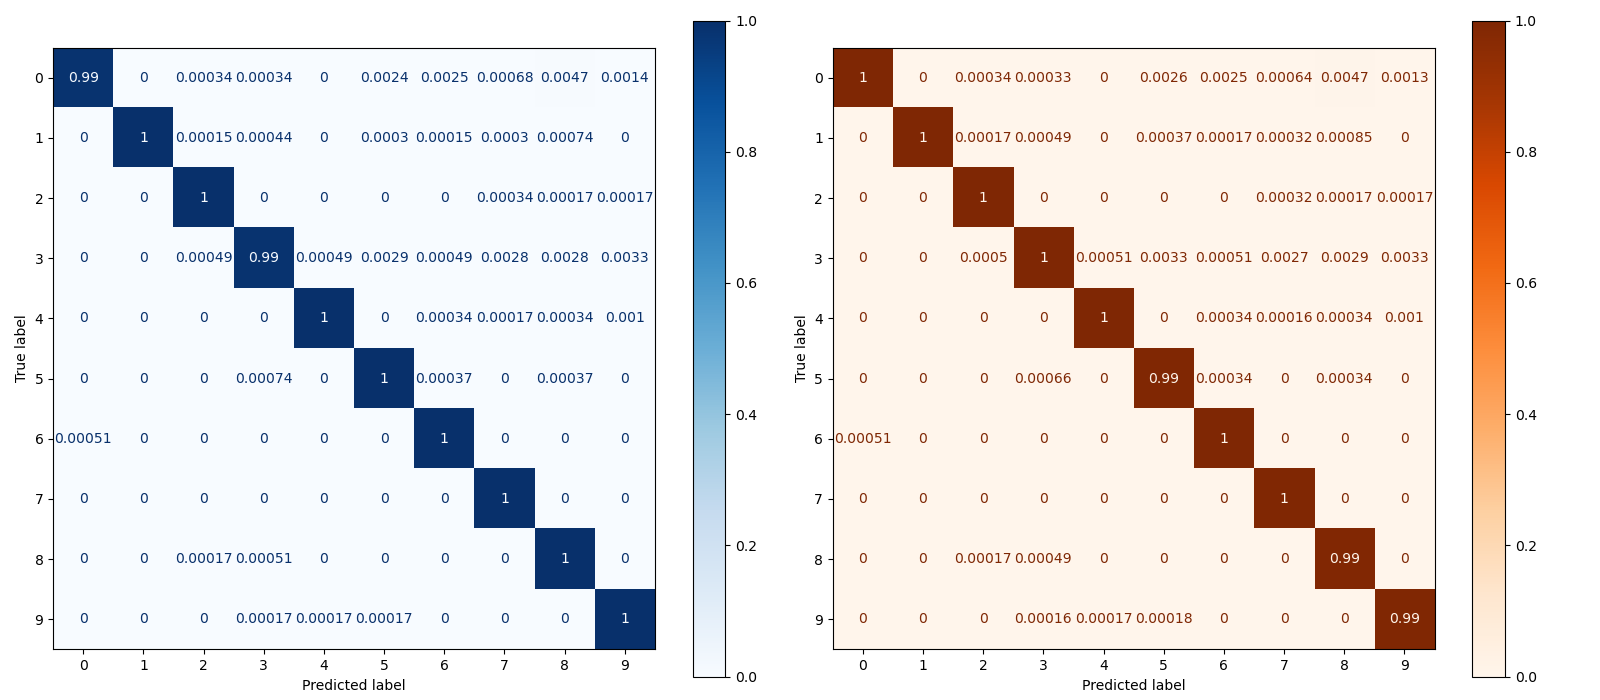 1.0
0 0.99 0 0.00034 0.00034 0 0.0024 0.0025 0.00068 0.0047 0.0014
1 0 1 0.00015 0.00044 0 0.0003 0.00015 0.0003 0.00074 0
0.8
2 0 0 1 0 0 0 0 0.00034 0.00017 0.00017
3 0 0 0.00049 0.99 0.00049 0.0029 0.00049 0.0028 0.0028 0.0033
0.6
4 0 0 0 0 1 0 0.00034 0.00017 0.00034 0.001
True label
5 0 0 0 0.00074 0 1 0.00037 0 0.00037 0
0.4
6 0.00051 0 0 0 0 0 1 0 0 0
7 0 0 0 0 0 0 0 1 0 0
0.2
8 0 0 0.00017 0.00051 0 0 0 0 1 0
9 0 0 0 0.00017 0.00017 0.00017 0 0 0 1
0 1 2 3 4 5 6 7 8 9
0.0
Predicted label
1.0
0 1 0 0.00034 0.00033 0 0.0026 0.0025 0.00064 0.0047 0.0013
1 0 1 0.00017 0.00049 0 0.00037 0.00017 0.00032 0.00085 0
0.8
2 0 0 1 0 0 0 0 0.00032 0.00017 0.00017
3 0 0 0.0005 1 0.00051 0.0033 0.00051 0.0027 0.0029 0.0033
0.6
4 0 0 0 0 1 0 0.00034 0.00016 0.00034 0.001
True label
5 0 0 0 0.00066 0 0.99 0.00034 0 0.00034 0
0.4
6 0.00051 0 0 0 0 0 1 0 0 0
7 0 0 0 0 0 0 0 1 0 0
0.2
8 0 0 0.00017 0.00049 0 0 0 0 0.99 0
9 0 0 0 0.00016 0.00017 0.00018 0 0 0 0.99
0 1 2 3 4 5 6 7 8 9
0.0
Predicted label